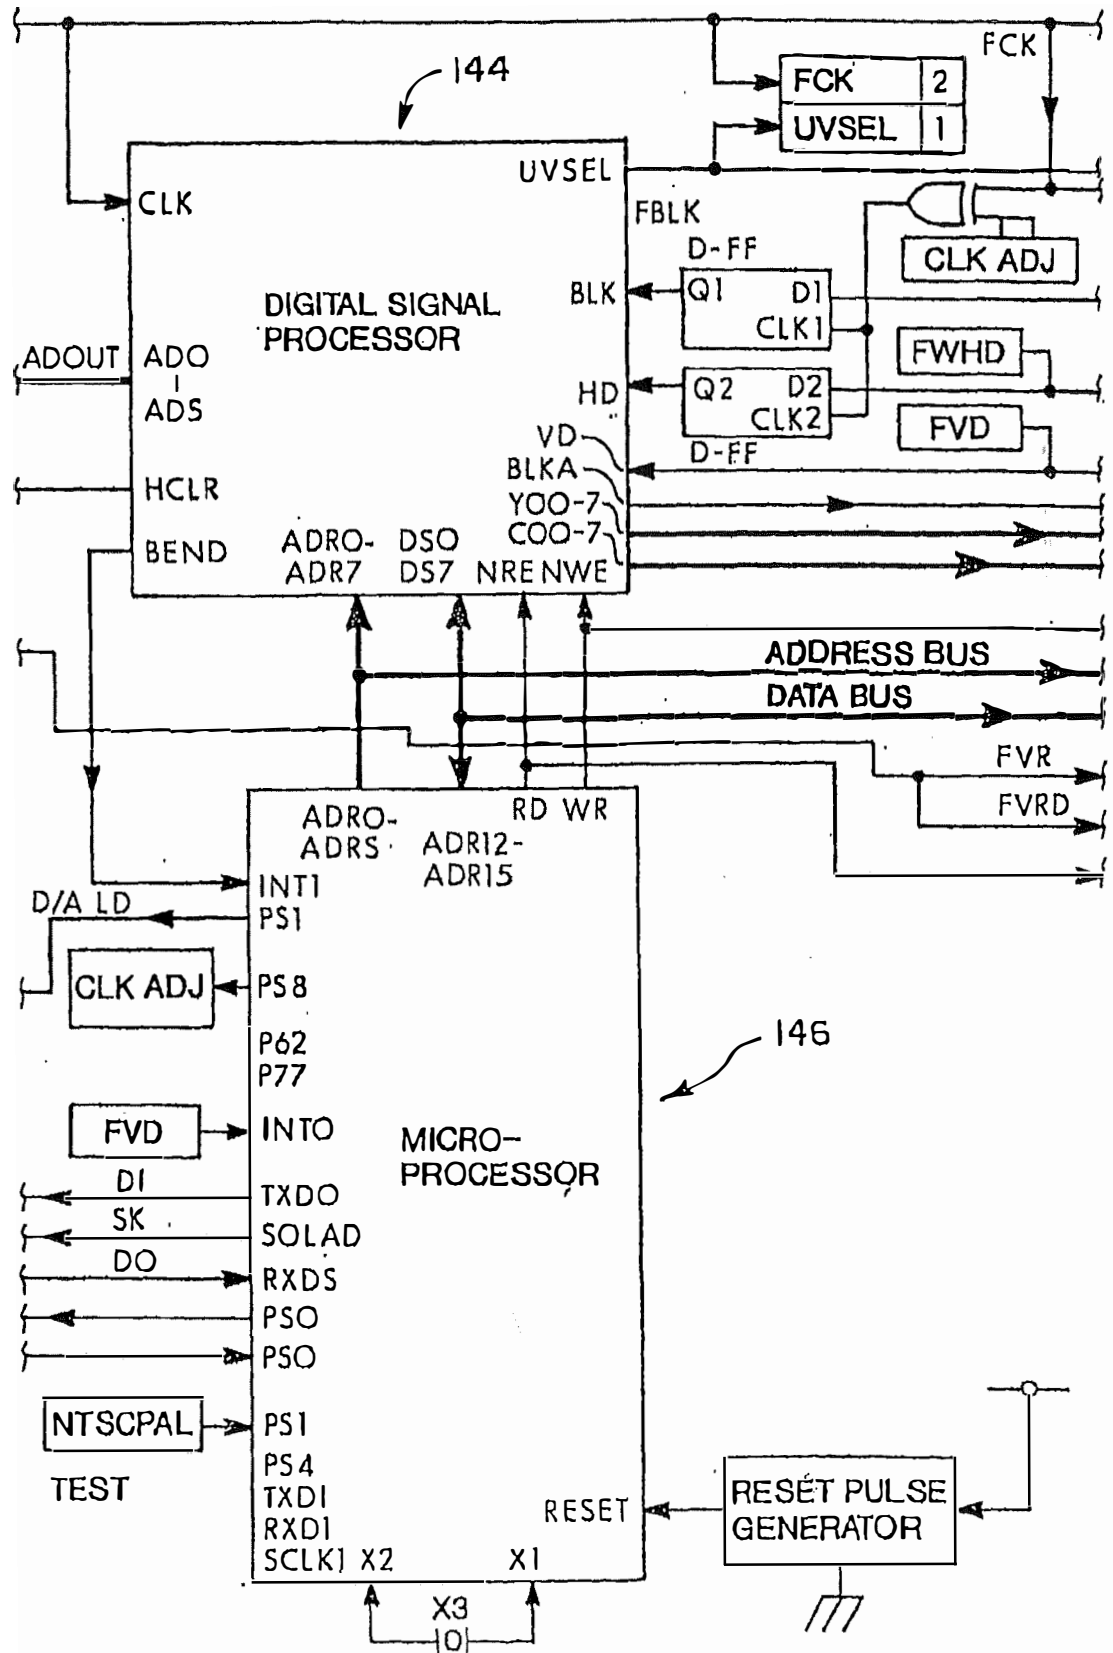 FCK
144
FCK 2
UVSEL 1
UVSEL
CLK
FBLK
CLK ADJ
D-FF
DIGITAL SIGNAL
PROCESSOR
BLK
Q1 D1
CLK1
ADOUT
ADO
|
ADS
FWHD
HD
Q2 D2
CLK2
FVD
VD
D-FF
BLKA
HCLR
YOO-7
COO-7
BEND
ADRO-
ADR7
DSO
DS7
NRE NWE
ADDRESS BUS
DATA BUS
FVR
FVRD
ADRO-
ADRS
ADR12-
ADR15
RD WR
INT1
D/A LD
PS1
CLK ADJ
PS8
146
P62
P77
FVD
INTO
MICRO-
PROCESSOR
DI
TXDO
SK
SOLAD
DO
RXDS
PSO
PSO
NTSCPAL
PS1
TEST
PS4
TXD1
RXD1
SCLK1 X2
X1
RESET
RESET PULSE
GENERATOR
X3